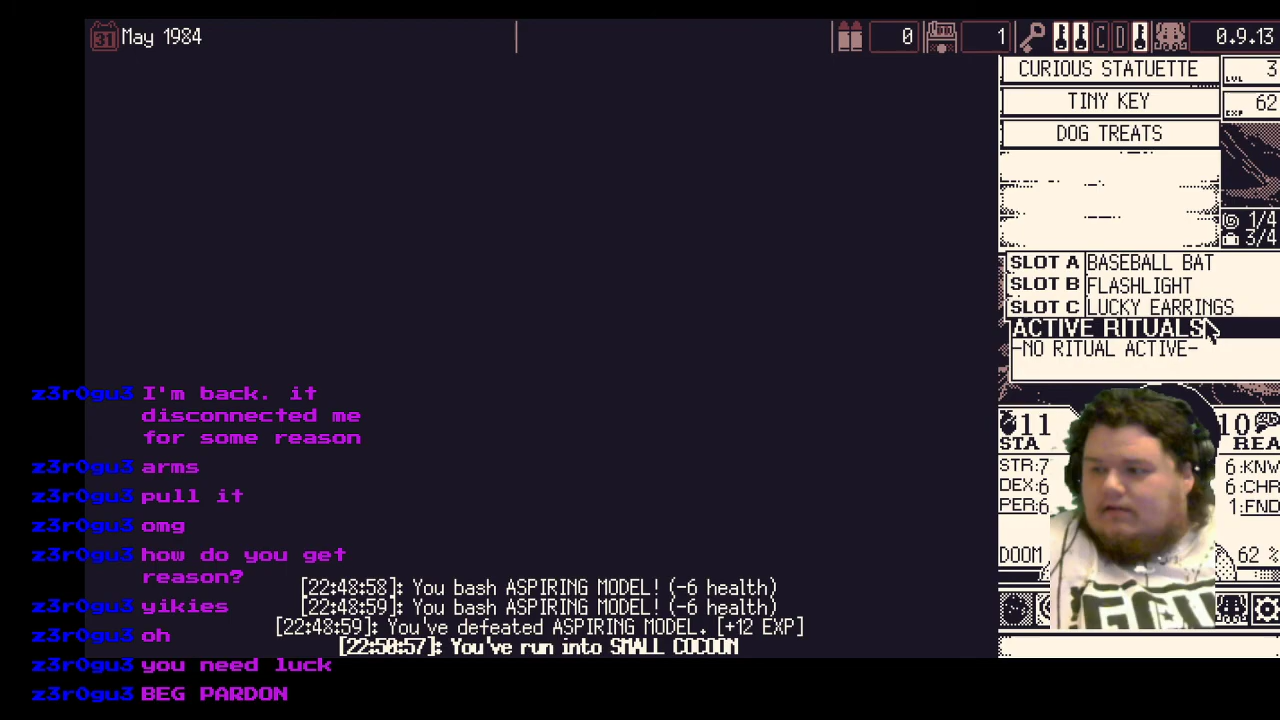 May 1984
0
1
C D
0.9.13
CURIOUS STATUETTE
LVL 3
TINY KEY
EXP 62
DOG TREATS
1/4
3/4
SLOT A BASEBALL BAT
SLOT B FLASHLIGHT
SLOT C LUCKY EARRINGS
ACTIVE RITUALS
-NO RITUAL ACTIVE-
11
STA
10
REA
STR:7
DEX:6
PER:6
6:KNW
6:CHR
1:FND
DOOM
62 %
z3r0gu3 I'm back. it
disconnected me
for some reason
z3r0gu3 arms
z3r0gu3 pull it
z3r0gu3 omg
z3r0gu3 how do you get
reason?
z3r0gu3 yikies
z3r0gu3 oh
z3r0gu3 you need luck
z3r0gu3 BEG PARDON
[22:48:58]: You bash ASPIRING MODEL! (-6 health)
[22:48:59]: You bash ASPIRING MODEL! (-6 health)
[22:48:59]: You've defeated ASPIRING MODEL. [+12 EXP]
[22:50:57]: You've run into SMALL COCOON